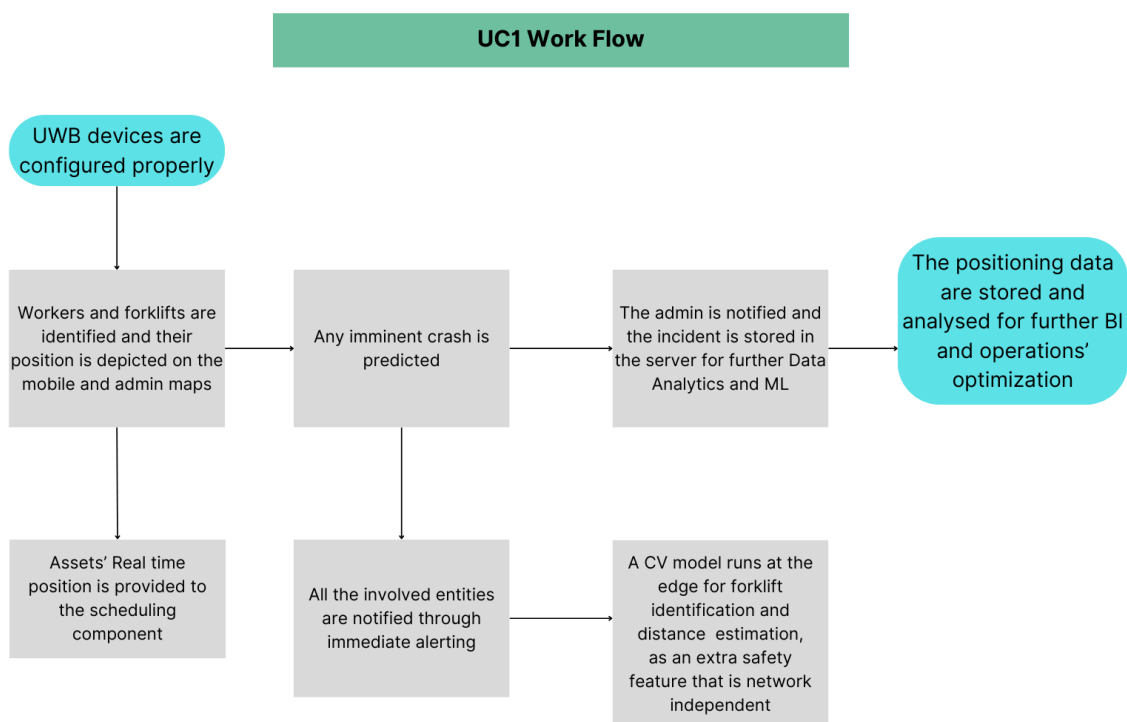 UC1 Work Flow
UWB devices are
configured properly
Workers and forklifts are
identified and their
position is depicted on the
mobile and admin maps
Any imminent crash is
predicted
The admin is notified and
the incident is stored in
the server for further Data
Analytics and ML
The positioning data
are stored and
analysed for further BI
and operations’
optimization
Assets’ Real time
position is provided to
the scheduling
component
All the involved entities
are notified through
immediate alerting
A CV model runs at the
edge for forklift
identification and
distance estimation,
as an extra safety
feature that is network
independent